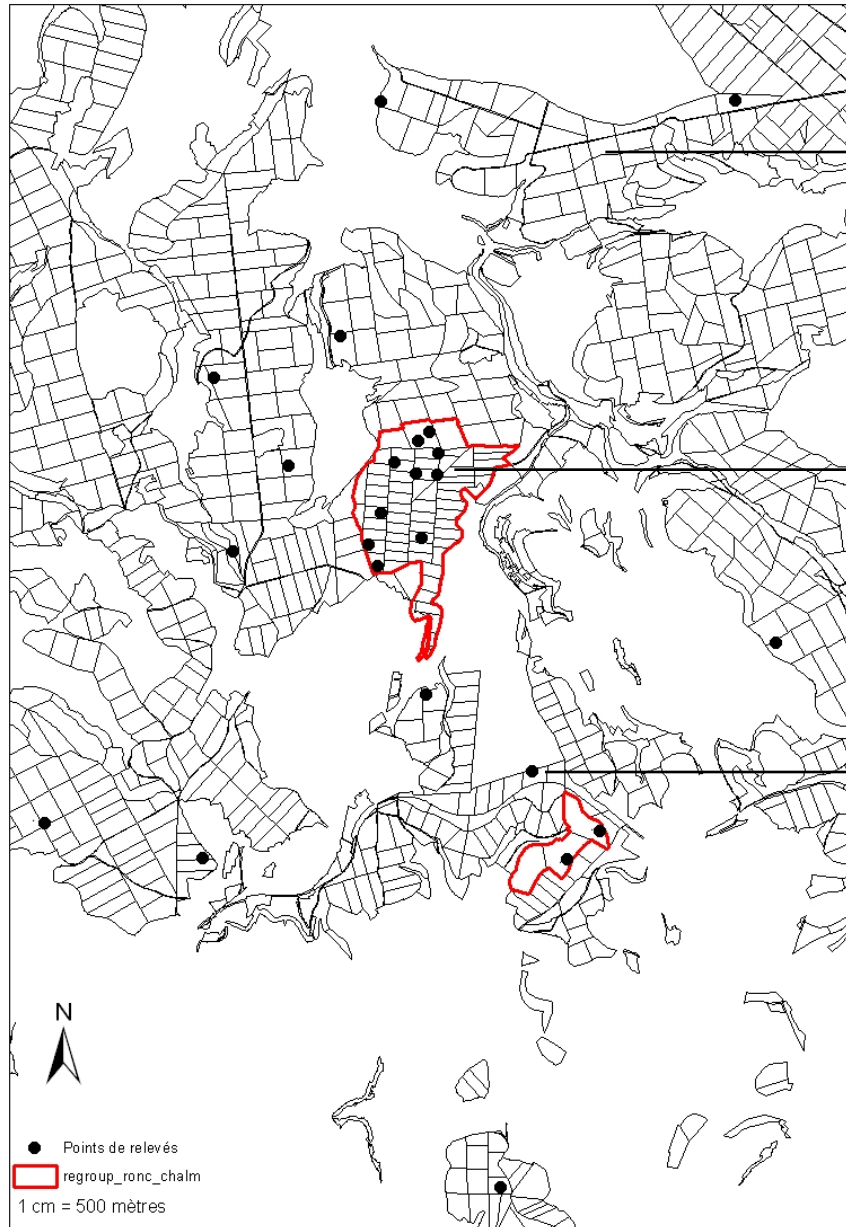 N
Points de relevés
regroup_ronc_chalm
1 cm = 500 mètres